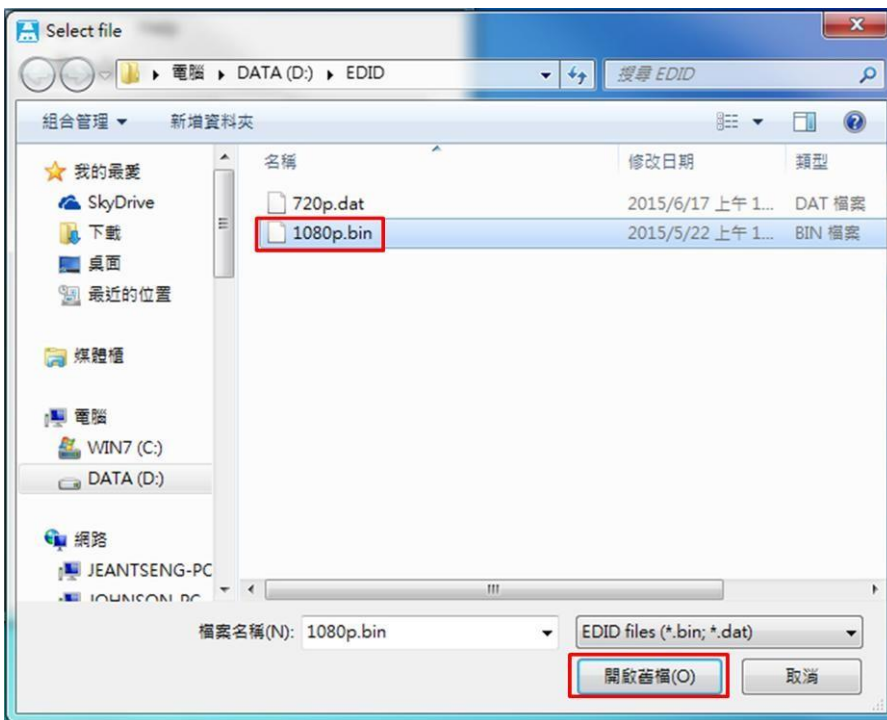 Select file
電腦 ▸ DATA (D:) ▸ EDID
搜尋 EDID
組合管理
新增資料夾
名稱 修改日期 類型
我的最愛
SkyDrive
下載
桌面
最近的位置
媒體櫃
電腦
WIN7 (C:)
DATA (D:)
網路
JEANTSENG-PC
720p.dat 2015/6/17 上午 1... DAT 檔案
1080p.bin 2015/5/22 上午 1... BIN 檔案
檔案名稱(N): 1080p.bin
EDID files (*.bin; *.dat)
開啟舊檔(O) 取消